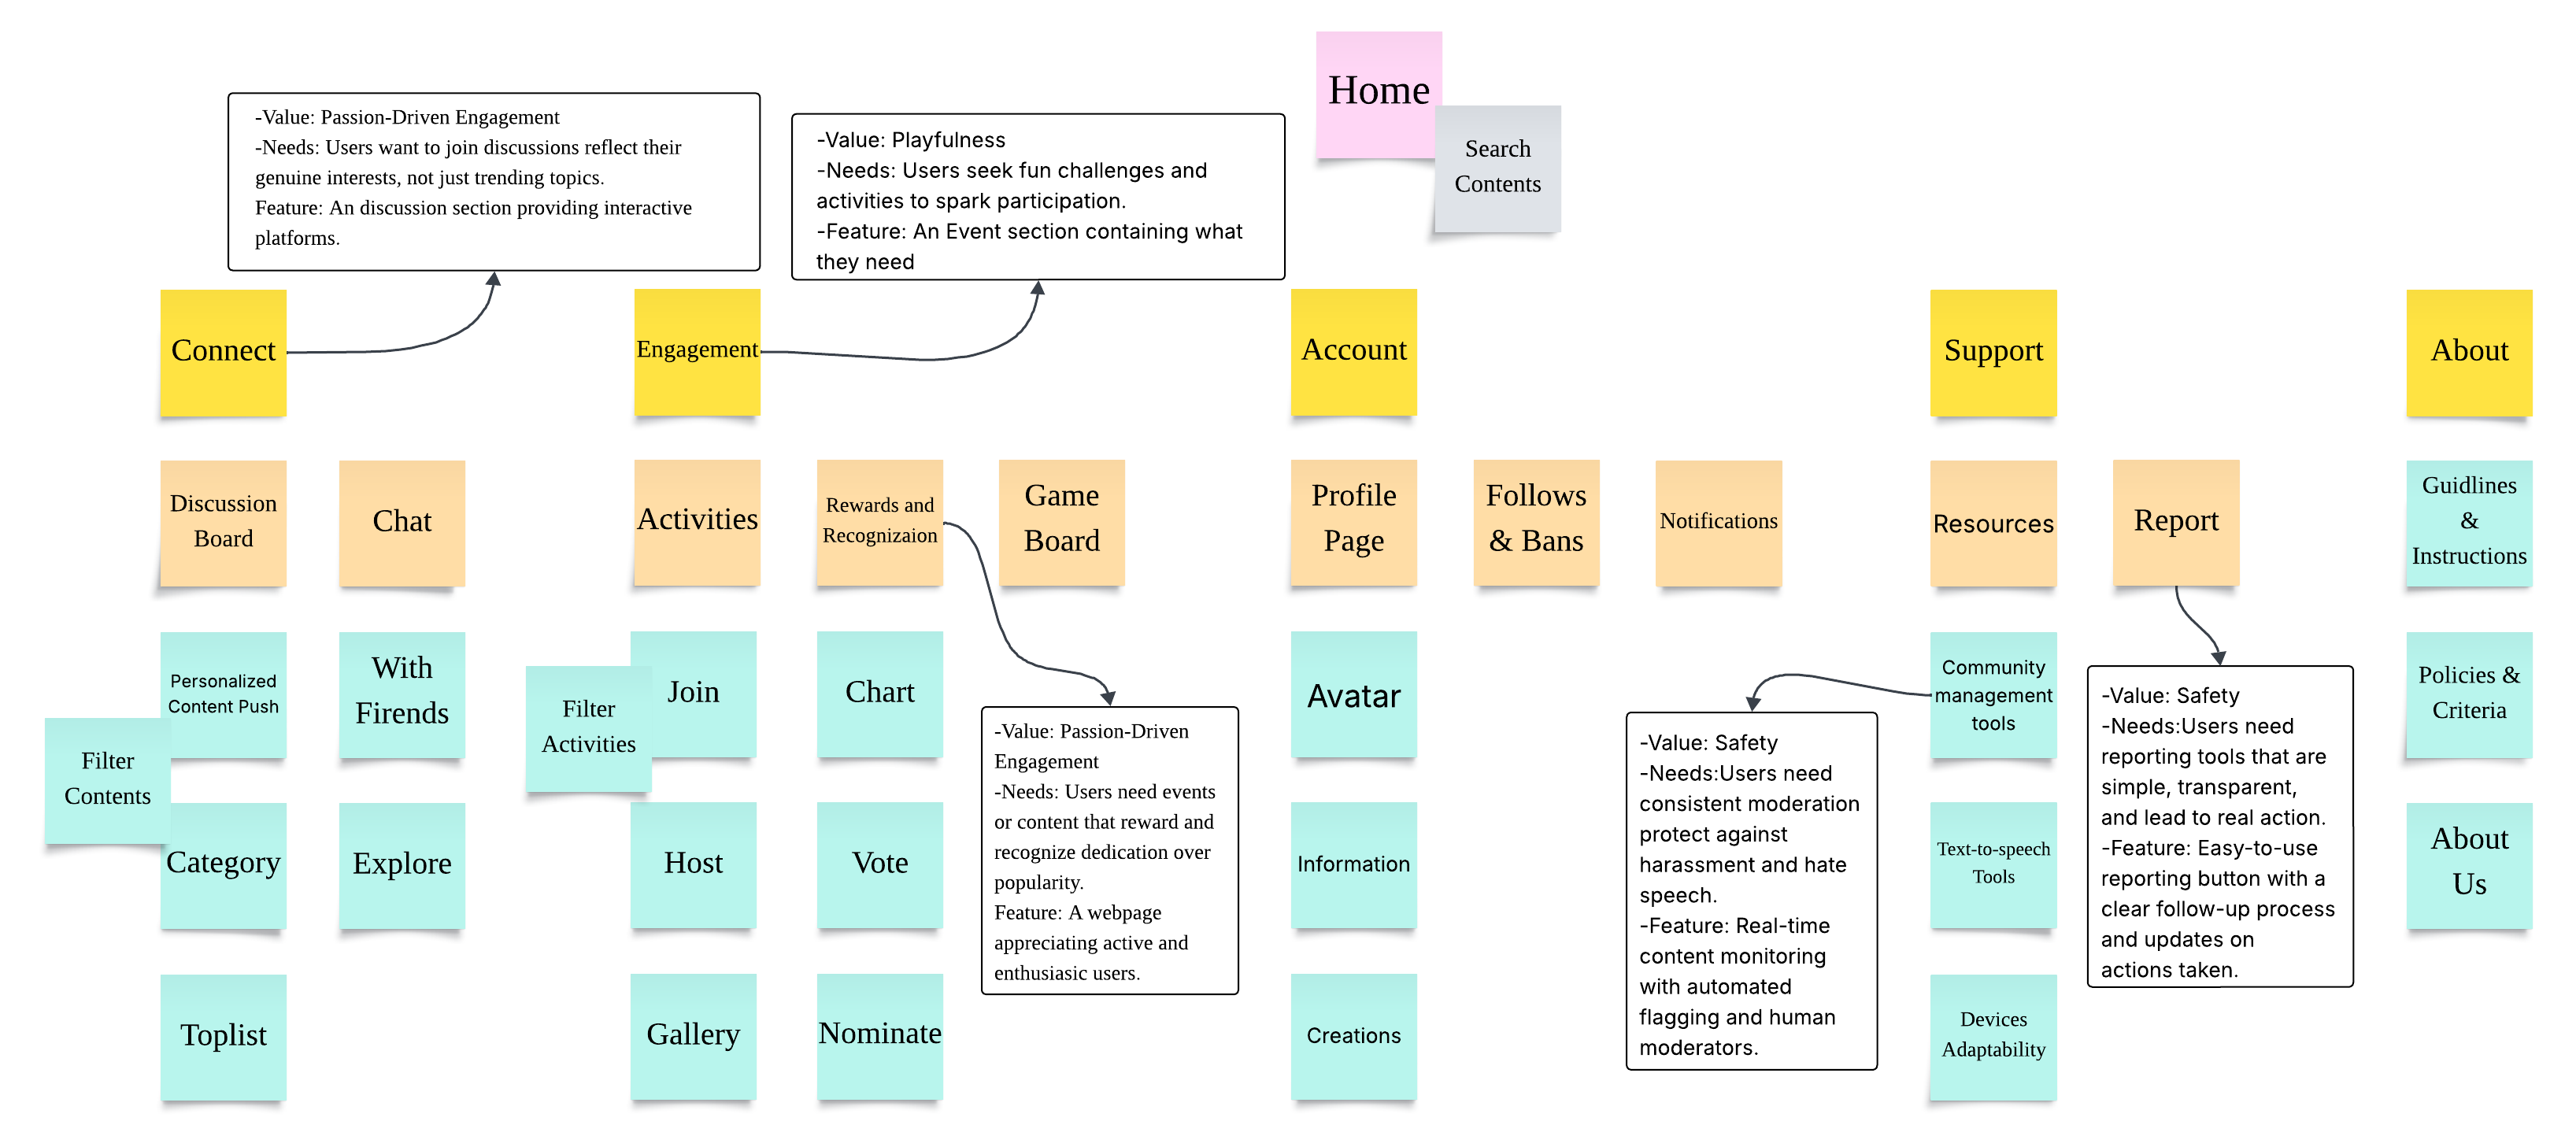 Home
Search
Contents
-Value: Passion-Driven Engagement
-Needs: Users want to join discussions reflect their
genuine interests, not just trending topics.
Feature: An discussion section providing interactive
platforms.
-Value: Playfulness
-Needs: Users seek fun challenges and
activities to spark participation.
-Feature: An Event section containing what
they need
Connect
Engagement
Account
Support
About
Discussion
Board
Chat
Activities
Rewards and
Recognizaion
Game
Board
Profile
Page
Follows
& Bans
Notifications
Resources
Report
Guidlines
&
Instructions
Personalized
Content Push
With
Firends
Filter
Contents
Category
Explore
Toplist
Filter
Activities
Join
Chart
Host
Vote
Gallery
Nominate
-Value: Passion-Driven
Engagement
-Needs: Users need events
or content that reward and
recognize dedication over
popularity.
Feature: A webpage
appreciating active and
enthusiasic users.
Avatar
Information
Creations
-Value: Safety
-Needs:Users need
consistent moderation
protect against
harassment and hate
speech.
-Feature: Real-time
content monitoring
with automated
flagging and human
moderators.
Community
management
tools
Text-to-speech
Tools
Devices
Adaptability
-Value: Safety
-Needs:Users need
reporting tools that are
simple, transparent,
and lead to real action.
-Feature: Easy-to-use
reporting button with a
clear follow-up process
and updates on
actions taken.
Policies &
Criteria
About
Us